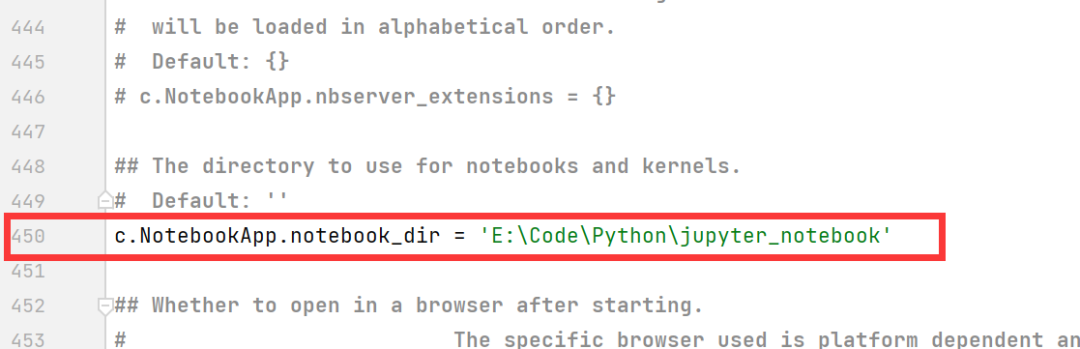 444 #  will be loaded in alphabetical order.
445 #  Default: {}
446 # c.NotebookApp.nbserver_extensions = {}
447
448 ## The directory to use for notebooks and kernels.
449 #  Default: ''
450 c.NotebookApp.notebook_dir = 'E:\Code\Python\jupyter_notebook'
451
452 ## Whether to open in a browser after starting.
453 #                          The specific browser used is platform dependent an